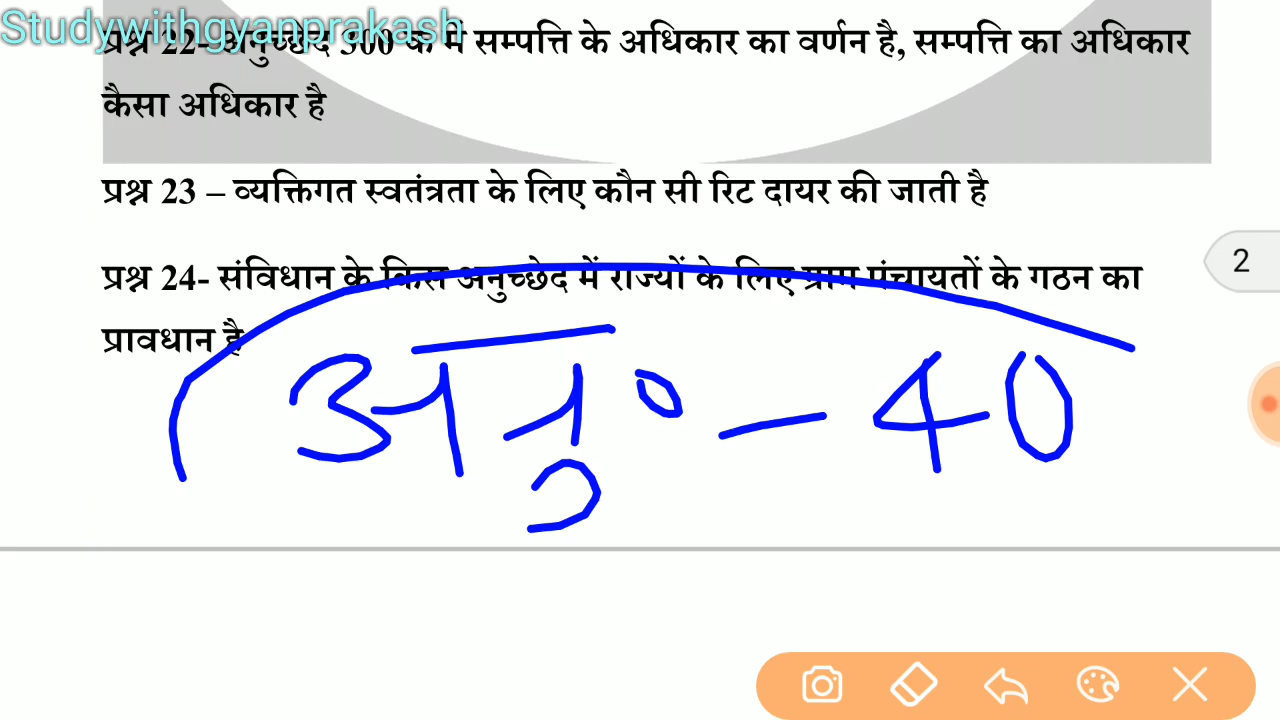 Studywithgyanprakash
प्रश्न 22- अनुच्छेद 300 क में सम्पत्ति के अधिकार का वर्णन है, सम्पत्ति का अधिकार
कैसा अधिकार है
प्रश्न 23 – व्यक्तिगत स्वतंत्रता के लिए कौन सी रिट दायर की जाती है
2
प्रश्न 24- संविधान के किस अनुच्छेद में राज्यों के लिए ग्राम पंचायतों के गठन का
प्रावधान है
अनु० - 40